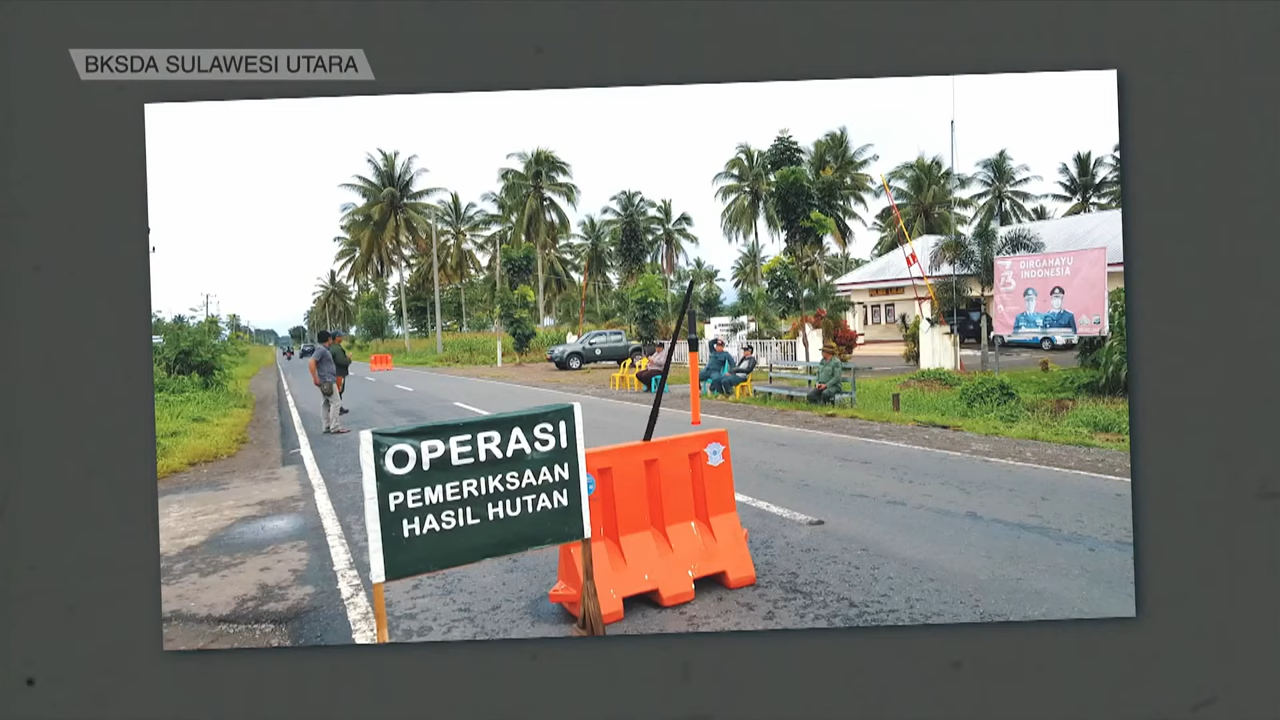 BKSDA SULAWESI UTARA
DIRGAHAYU
INDONESIA
OPERASI
PEMERIKSAAN
HASIL HUTAN